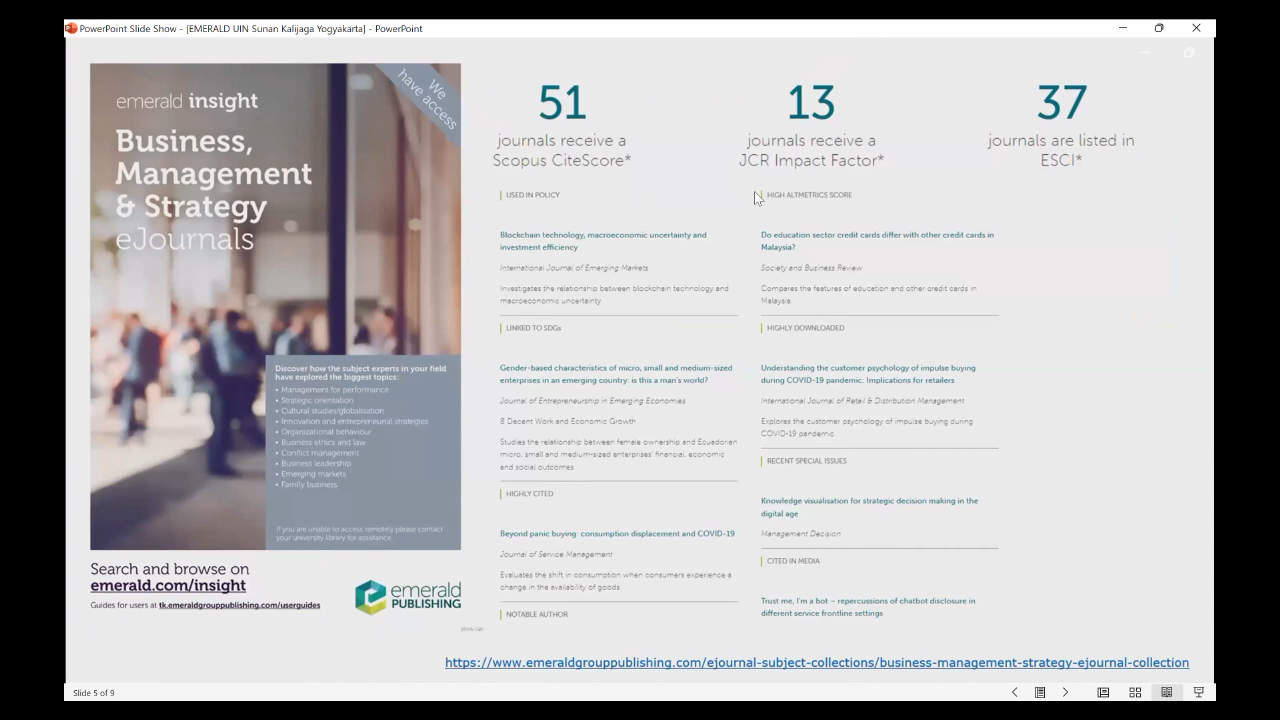 PowerPoint Slide Show - [EMERALD UIN Sunan Kalijaga Yogyakarta] - PowerPoint
We
have access
emerald insight
Business,
Management
& Strategy
eJournals
Discover how the subject experts in your field
have explored the biggest topics:
• Management for performance
• Strategic orientation
• Cultural studies/globalisation
• Innovation and entrepreneurial strategies
• Organizational behaviour
• Business ethics and law
• Conflict management
• Business leadership
• Emerging markets
• Family business
If you are unable to access remotely please contact
your university library for assistance
Search and browse on
emerald.com/insight
Guides for users at tk.emeraldgrouppublishing.com/userguides
emerald
PUBLISHING
51
journals receive a
Scopus CiteScore*
13
journals receive a
JCR Impact Factor*
37
journals are listed in
ESCI*
USED IN POLICY
Blockchain technology, macroeconomic uncertainty and
investment efficiency
International Journal of Emerging Markets
Investigates the relationship between blockchain technology and
macroeconomic uncertainty
LINKED TO SDGs
Gender-based characteristics of micro, small and medium-sized
enterprises in an emerging country: is this a man's world?
Journal of Entrepreneurship in Emerging Economies
8 Decent Work and Economic Growth
Studies the relationship between female ownership and Ecuadorian
micro, small and medium-sized enterprises' financial, economic
and social outcomes
HIGHLY CITED
Beyond panic buying: consumption displacement and COVID-19
Journal of Service Management
Evaluates the shift in consumption when consumers experience a
change in the availability of goods
NOTABLE AUTHOR
HIGH ALTMETRICS SCORE
Do education sector credit cards differ with other credit cards in
Malaysia?
Society and Business Review
Compares the features of education and other credit cards in
Malaysia.
HIGHLY DOWNLOADED
Understanding the customer psychology of impulse buying
during COVID-19 pandemic: Implications for retailers
International Journal of Retail & Distribution Management
Explores the customer psychology of impulse buying during
COVID-19 pandemic
RECENT SPECIAL ISSUES
Knowledge visualisation for strategic decision making in the
digital age
Management Decision
CITED IN MEDIA
Trust me, I'm a bot – repercussions of chatbot disclosure in
different service frontline settings
https://www.emeraldgrouppublishing.com/ejournal-subject-collections/business-management-strategy-ejournal-collection
Slide 5 of 9